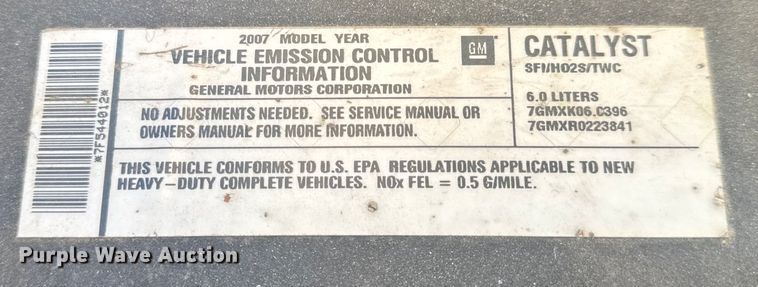 2007 MODEL YEAR
VEHICLE EMISSION CONTROL
INFORMATION
GENERAL MOTORS CORPORATION
GM
CATALYST
SFI/HO2S/TWC
6.0 LITERS
7GMXK06.C396
7GMXR0223841
NO ADJUSTMENTS NEEDED. SEE SERVICE MANUAL OR
OWNERS MANUAL FOR MORE INFORMATION.
THIS VEHICLE CONFORMS TO U.S. EPA REGULATIONS APPLICABLE TO NEW
HEAVY-DUTY COMPLETE VEHICLES. NOx FEL = 0.5 G/MILE.
*7F544012*
Purple Wave Auction